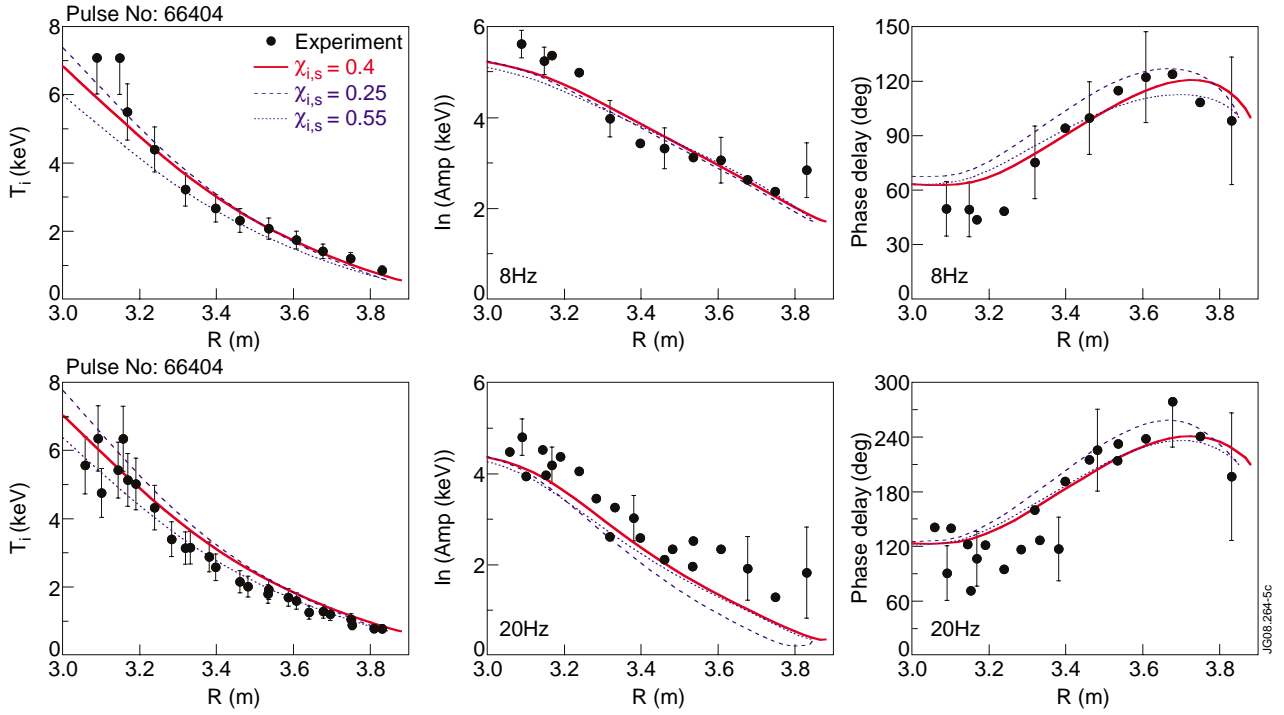 Pulse No: 66404
8
6
4
2
0
T_i (keV)
3.0 3.2 3.4 3.6 3.8
R (m)
Experiment
χ_{i,s} = 0.4
χ_{i,s} = 0.25
χ_{i,s} = 0.55
6
4
2
0
ln (Amp (keV))
8Hz
3.0 3.2 3.4 3.6 3.8
R (m)
150
120
90
60
30
0
Phase delay (deg)
8Hz
3.0 3.2 3.4 3.6 3.8
R (m)
Pulse No: 66404
8
6
4
2
0
T_i (keV)
3.0 3.2 3.4 3.6 3.8
R (m)
6
4
2
0
ln (Amp (keV))
20Hz
3.0 3.2 3.4 3.6 3.8
R (m)
300
240
180
120
60
0
Phase delay (deg)
20Hz
3.0 3.2 3.4 3.6 3.8
R (m)
JG08.264-5c